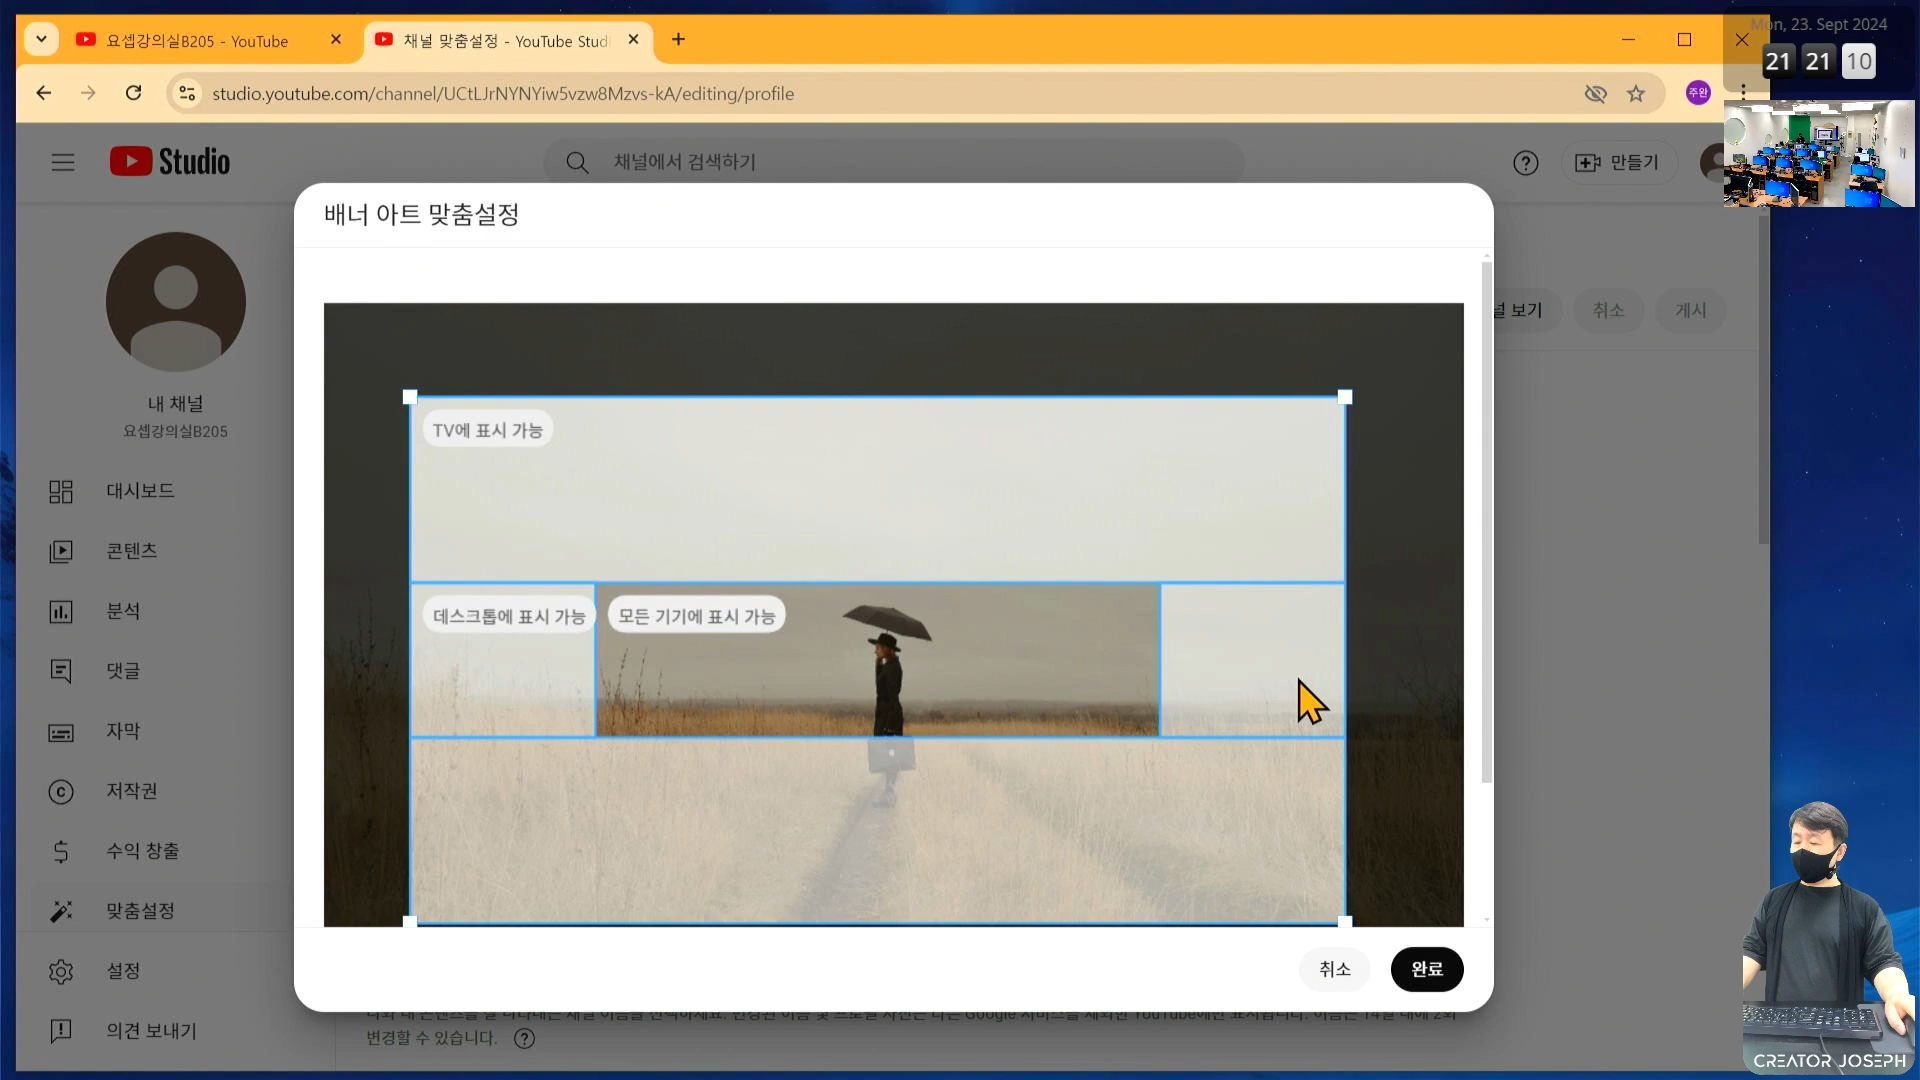 요셉강의실B205 - YouTube
채널 맞춤설정 - YouTube Stud
Mon, 23. Sept 2024
21 21 10
studio.youtube.com/channel/UCtLJrNYNYiw5vzw8Mzvs-kA/editing/profile
주완
Studio
채널에서 검색하기
만들기
배너 아트 맞춤설정
널 보기
취소
게시
TV에 표시 가능
데스크톱에 표시 가능
모든 기기에 표시 가능
내 채널
요셉강의실B205
대시보드
콘텐츠
분석
댓글
자막
저작권
수익 창출
맞춤설정
설정
의견 보내기
취소
완료
변경할 수 있습니다.
CREATOR JOSEPH